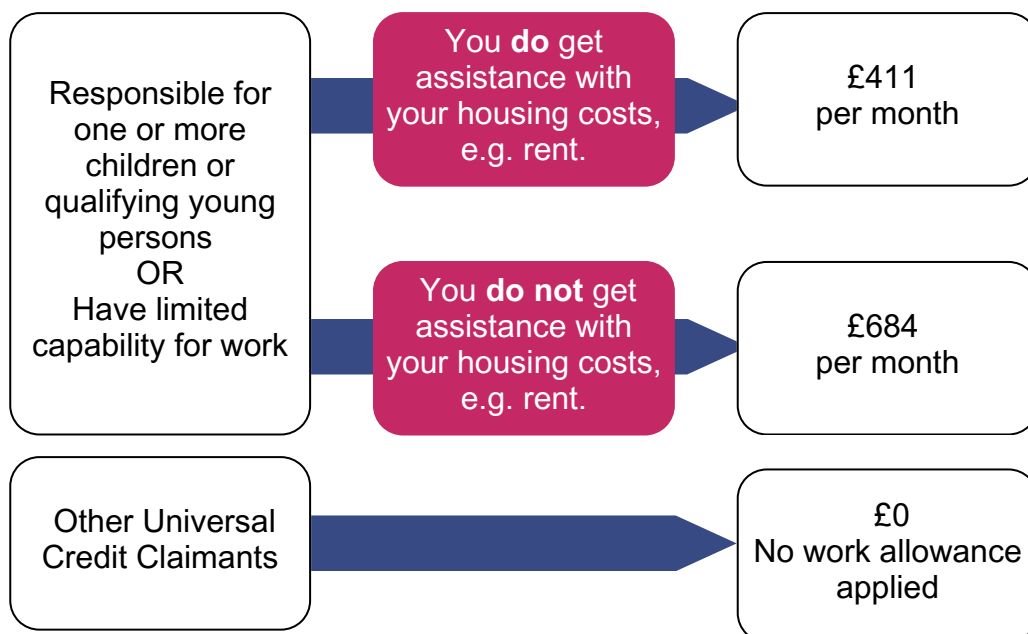 Responsible for
one or more
children or
qualifying young
persons
OR
Have limited
capability for work
You do get
assistance with
your housing costs,
e.g. rent.
£411
per month
You do not get
assistance with
your housing costs,
e.g. rent.
£684
per month
Other Universal
Credit Claimants
£0
No work allowance
applied